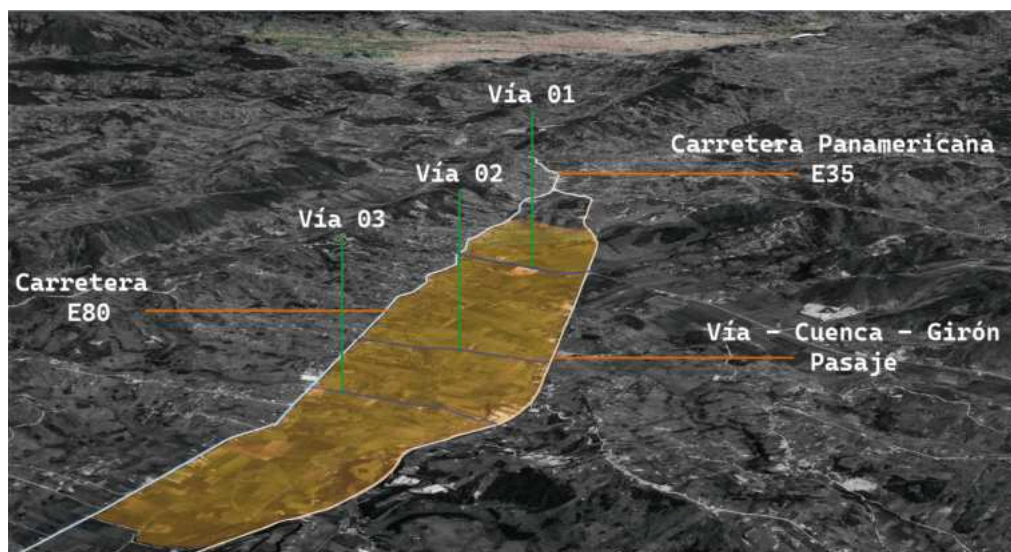 Vía 01
Carretera Panamericana
E35
Vía 02
Vía 03
Carretera
E80
Vía – Cuenca – Girón
Pasaje